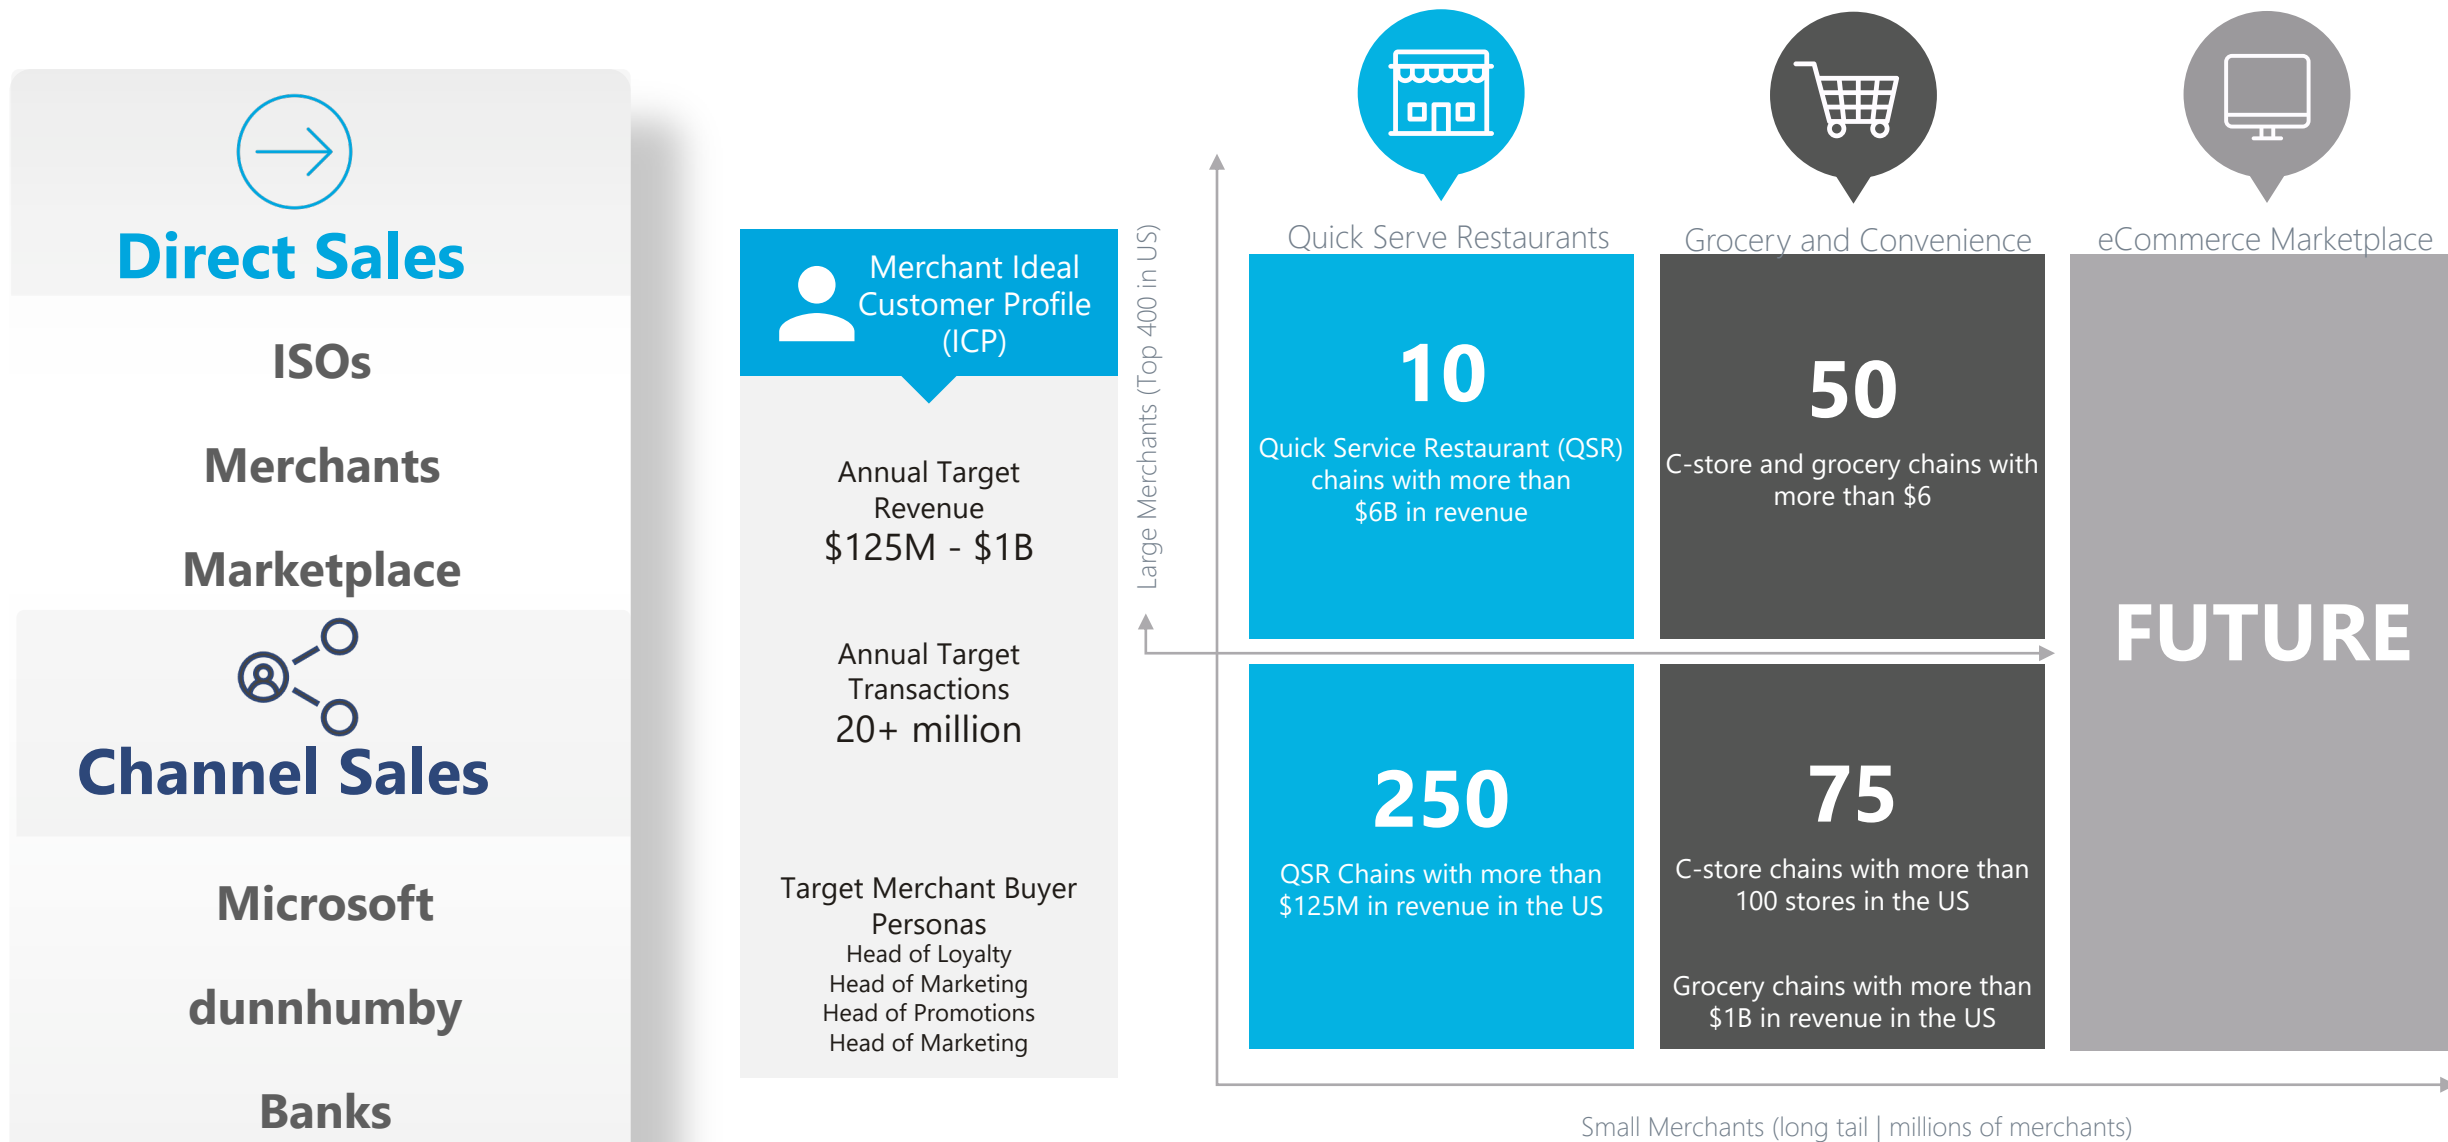 Direct Sales
ISOs
Merchants
Marketplace
Channel Sales
Microsoft
dunnhumby
Banks
Merchant Ideal
Customer Profile
(ICP)
Annual Target
Revenue
$125M - $1B
Annual Target
Transactions
20+ million
Target Merchant Buyer
Personas
Head of Loyalty
Head of Marketing
Head of Promotions
Head of Marketing
Large Merchants (Top 400 in US)
Quick Serve Restaurants
10
Quick Service Restaurant (QSR)
chains with more than
$6B in revenue
250
QSR Chains with more than
$125M in revenue in the US
Grocery and Convenience
50
C-store and grocery chains with
more than $6
75
C-store chains with more than
100 stores in the US
Grocery chains with more than
$1B in revenue in the US
eCommerce Marketplace
FUTURE
Small Merchants (long tail | millions of merchants)